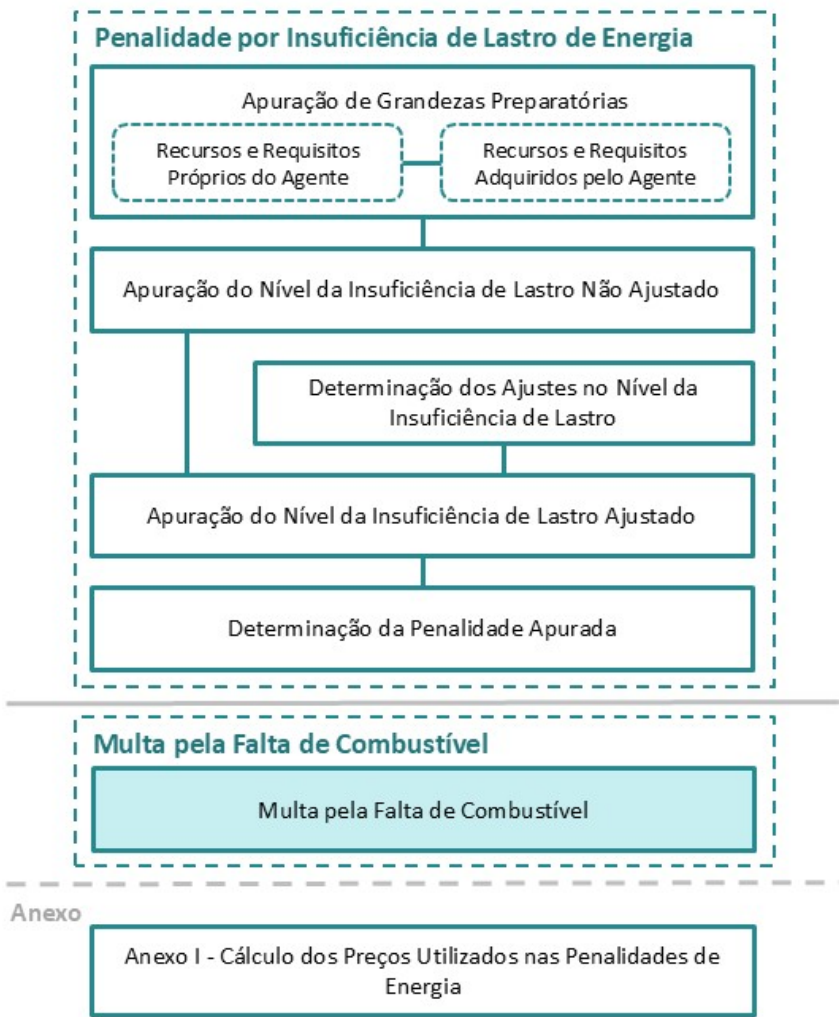 Penalidade por Insuficiência de Lastro de Energia
Apuração de Grandezas Preparatórias
Recursos e Requisitos
Próprios do Agente
Recursos e Requisitos
Adquiridos pelo Agente
Apuração do Nível da Insuficiência de Lastro Não Ajustado
Determinação dos Ajustes no Nível da
Insuficiência de Lastro
Apuração do Nível da Insuficiência de Lastro Ajustado
Determinação da Penalidade Apurada
Multa pela Falta de Combustível
Multa pela Falta de Combustível
Anexo
Anexo I - Cálculo dos Preços Utilizados nas Penalidades de
Energia